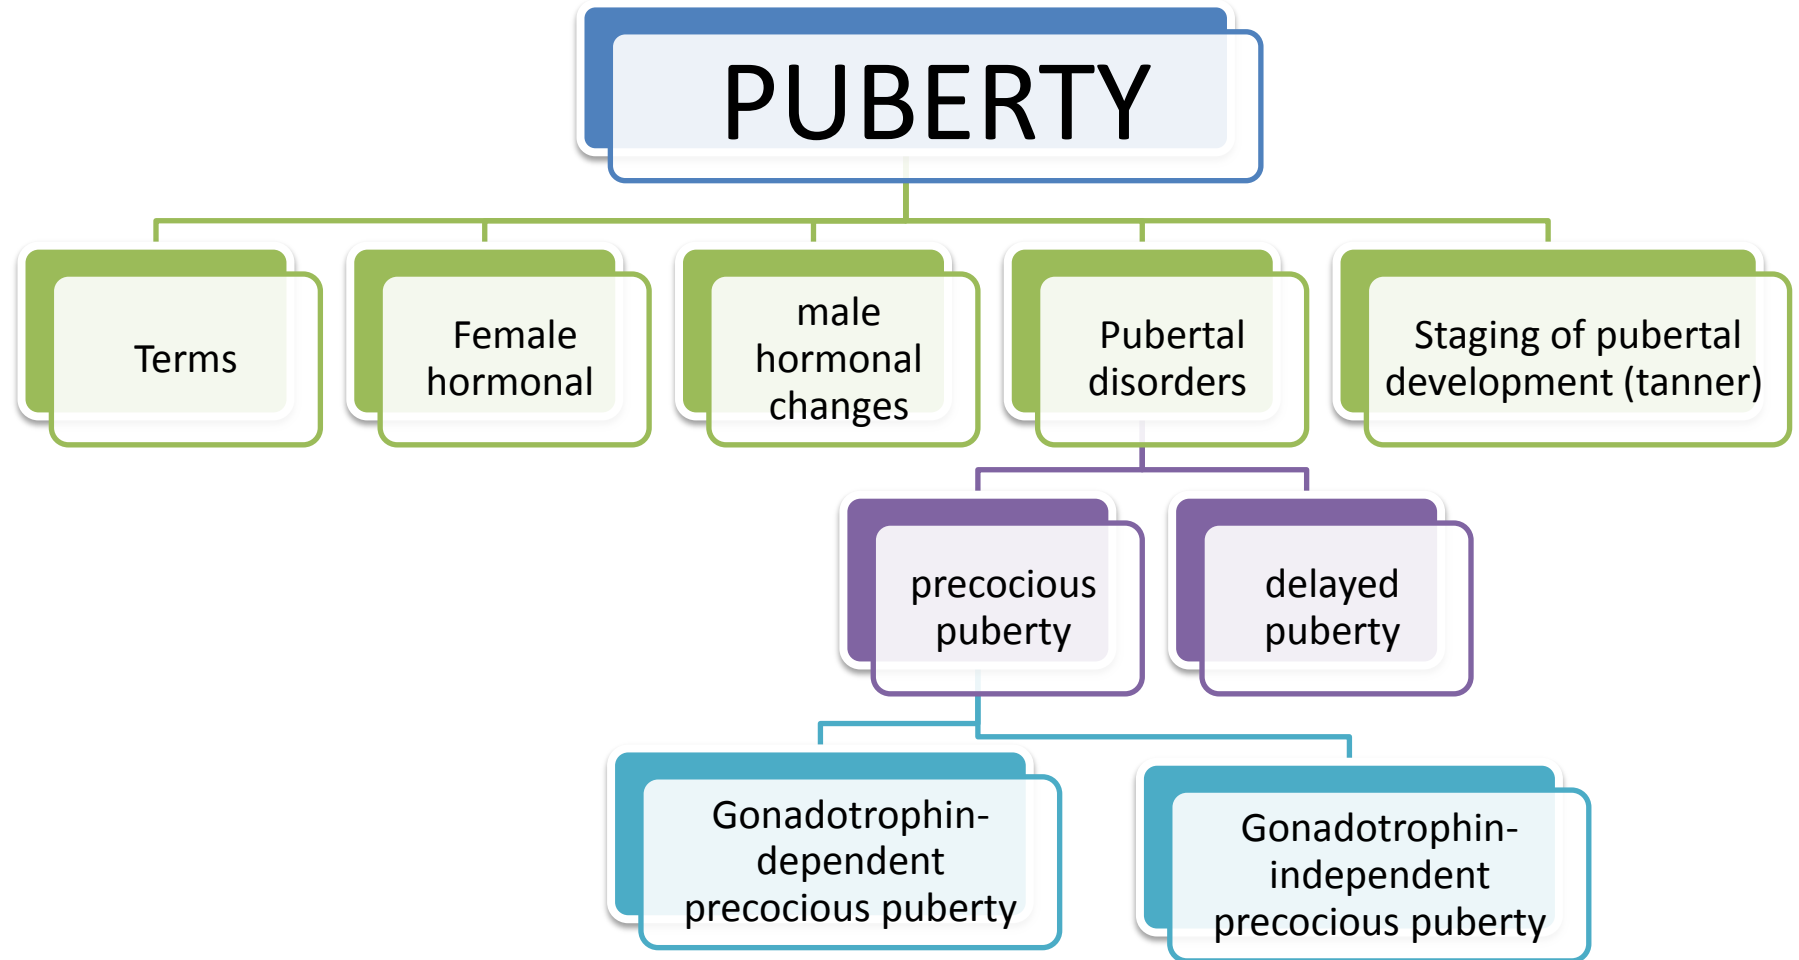 PUBERTY
Terms
Female
hormonal
male
hormonal
changes
Pubertal
disorders
Staging of pubertal
development (tanner)
precocious
puberty
delayed
puberty
Gonadotrophin-
dependent
precocious puberty
Gonadotrophin-
independent
precocious puberty